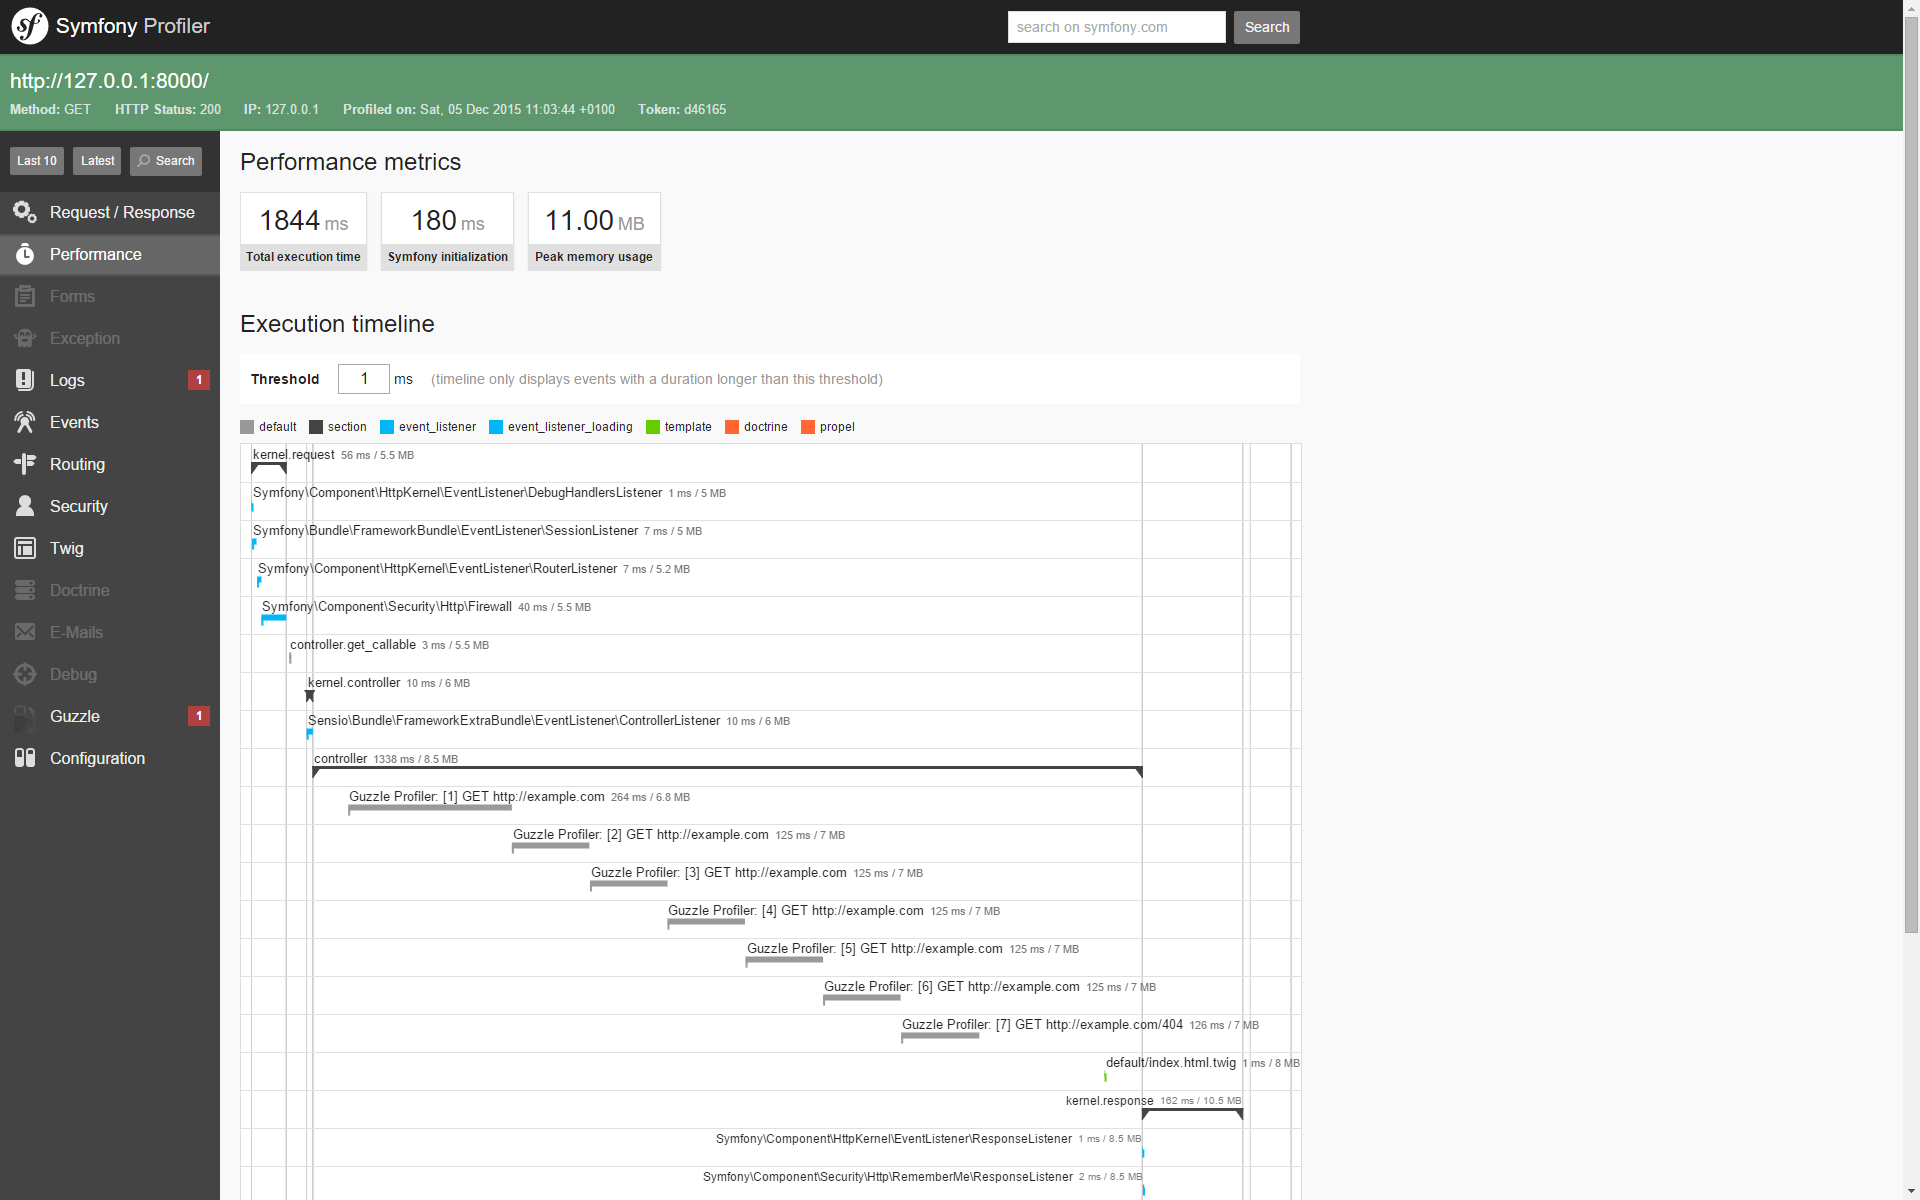 sf Symfony Profiler
search on symfony.com Search
http://127.0.0.1:8000/
Method: GET HTTP Status: 200 IP: 127.0.0.1 Profiled on: Sat, 05 Dec 2015 11:03:44 +0100 Token: d46165
Last 10 Latest Search
Request / Response
Performance
Forms
Exception
Logs 1
Events
Routing
Security
Twig
Doctrine
E-Mails
Debug
Guzzle 1
Configuration
Performance metrics
1844 ms 180 ms 11.00 MB
Total execution time Symfony initialization Peak memory usage
Execution timeline
Threshold 1 ms (timeline only displays events with a duration longer than this threshold)
default section event_listener event_listener_loading template doctrine propel
kernel.request 56 ms / 5.5 MB
Symfony\Component\HttpKernel\EventListener\DebugHandlersListener 1 ms / 5 MB
Symfony\Bundle\FrameworkBundle\EventListener\SessionListener 7 ms / 5 MB
Symfony\Component\HttpKernel\EventListener\RouterListener 7 ms / 5.2 MB
Symfony\Component\Security\Http\Firewall 40 ms / 5.5 MB
controller.get_callable 3 ms / 5.5 MB
kernel.controller 10 ms / 6 MB
Sensio\Bundle\FrameworkExtraBundle\EventListener\ControllerListener 10 ms / 6 MB
controller 1338 ms / 8.5 MB
Guzzle Profiler: [1] GET http://example.com 264 ms / 6.8 MB
Guzzle Profiler: [2] GET http://example.com 125 ms / 7 MB
Guzzle Profiler: [3] GET http://example.com 125 ms / 7 MB
Guzzle Profiler: [4] GET http://example.com 125 ms / 7 MB
Guzzle Profiler: [5] GET http://example.com 125 ms / 7 MB
Guzzle Profiler: [6] GET http://example.com 125 ms / 7 MB
Guzzle Profiler: [7] GET http://example.com/404 126 ms / 7 MB
default/index.html.twig 1 ms / 8 MB
kernel.response 162 ms / 10.5 MB
Symfony\Component\HttpKernel\EventListener\ResponseListener 1 ms / 8.5 MB
Symfony\Component\Security\Http\RememberMe\ResponseListener 2 ms / 8.5 MB